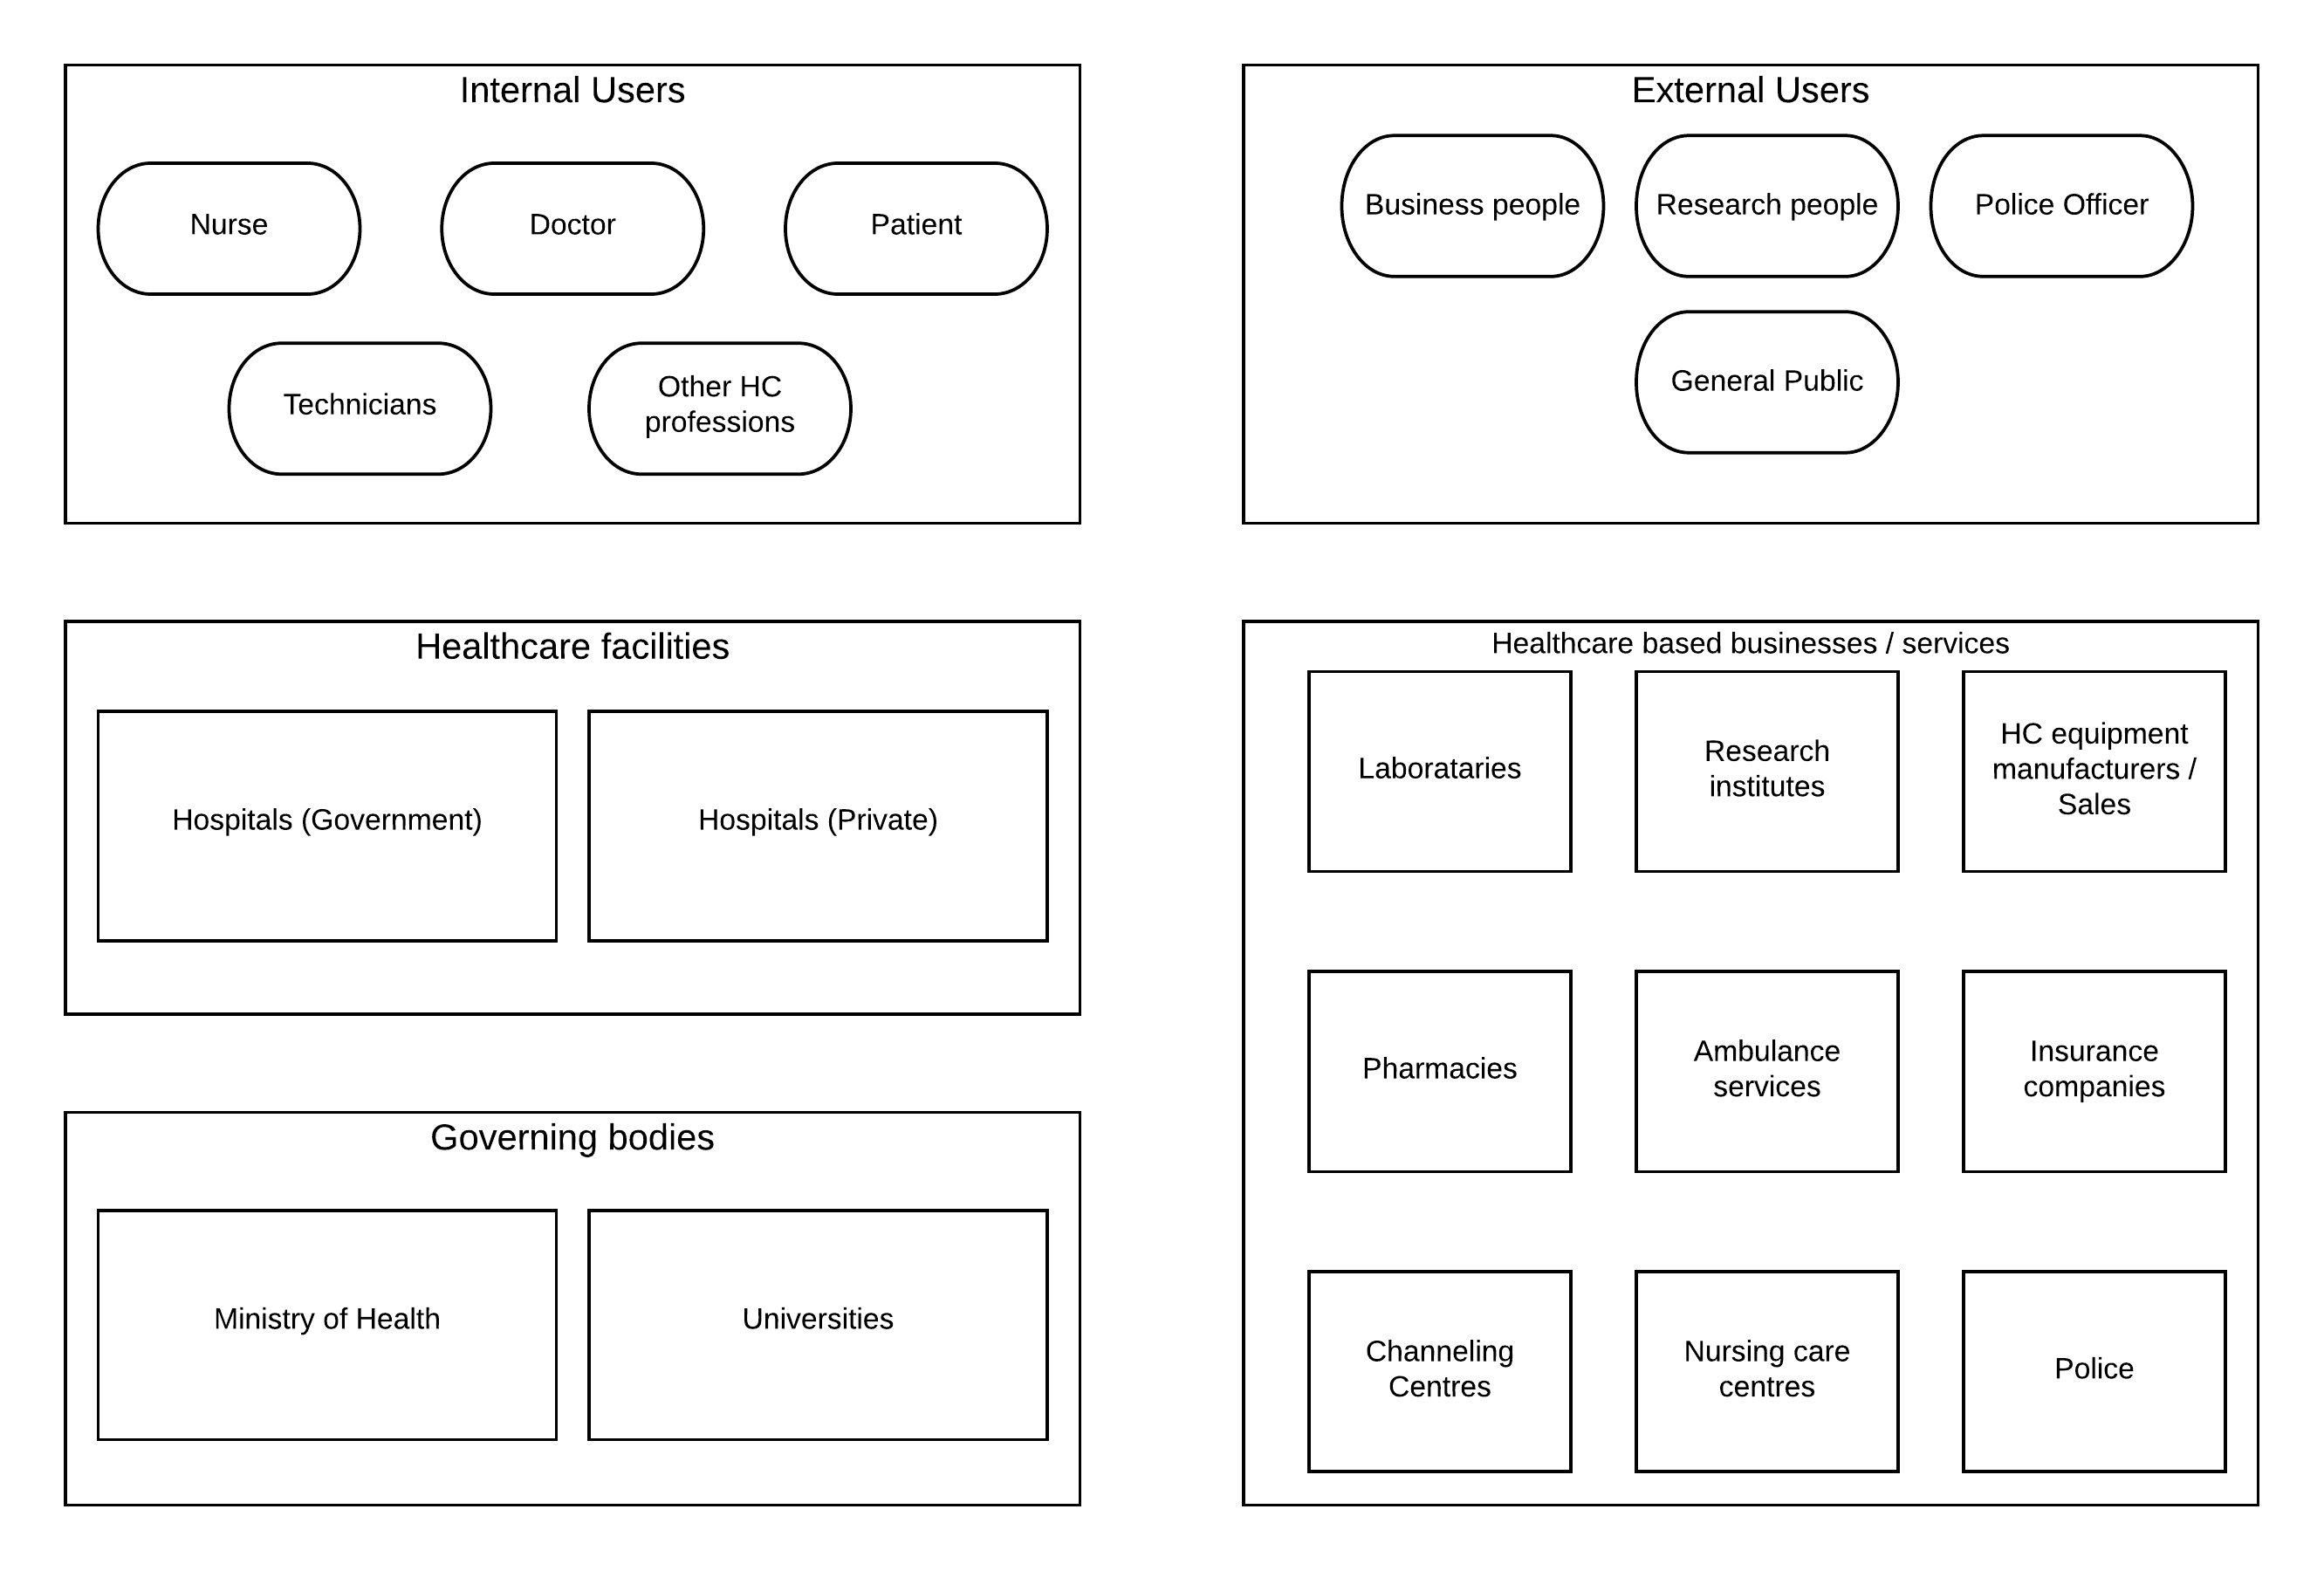 Internal Users
Nurse
Doctor
Patient
Technicians
Other HC
professions
External Users
Business people
Research people
Police Officer
General Public
Healthcare facilities
Hospitals (Government)
Hospitals (Private)
Governing bodies
Ministry of Health
Universities
Healthcare based businesses / services
Laborataries
Research
institutes
HC equipment
manufacturers /
Sales
Pharmacies
Ambulance
services
Insurance
companies
Channeling
Centres
Nursing care
centres
Police